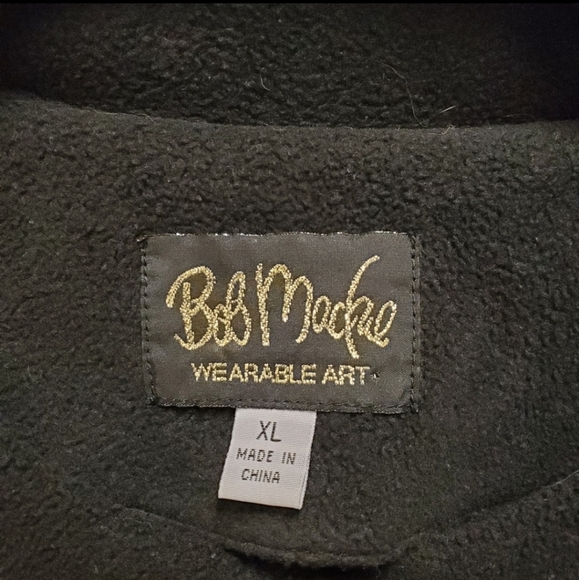 Bob Mackie
WEARABLE ART
XL
MADE IN
CHINA